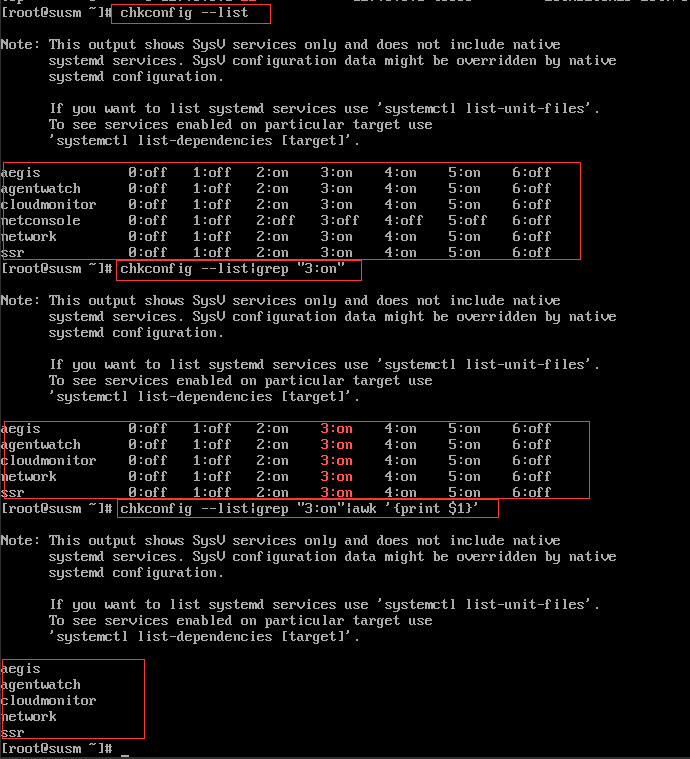 [root@susm ~]# chkconfig --list
Note: This output shows SysV services only and does not include native
systemd services. SysV configuration data might be overridden by native
systemd configuration.
If you want to list systemd services use 'systemctl list-unit-files'.
To see services enabled on particular target use
'systemctl list-dependencies [target]'.
aegis 0:off 1:off 2:on 3:on 4:on 5:on 6:off
agentwatch 0:off 1:off 2:on 3:on 4:on 5:on 6:off
cloudmonitor 0:off 1:off 2:on 3:on 4:on 5:on 6:off
netconsole 0:off 1:off 2:off 3:off 4:off 5:off 6:off
network 0:off 1:off 2:on 3:on 4:on 5:on 6:off
ssr 0:off 1:off 2:on 3:on 4:on 5:on 6:off
[root@susm ~]# chkconfig --list|grep "3:on"
Note: This output shows SysV services only and does not include native
systemd services. SysV configuration data might be overridden by native
systemd configuration.
If you want to list systemd services use 'systemctl list-unit-files'.
To see services enabled on particular target use
'systemctl list-dependencies [target]'.
aegis 0:off 1:off 2:on 3:on 4:on 5:on 6:off
agentwatch 0:off 1:off 2:on 3:on 4:on 5:on 6:off
cloudmonitor 0:off 1:off 2:on 3:on 4:on 5:on 6:off
network 0:off 1:off 2:on 3:on 4:on 5:on 6:off
ssr 0:off 1:off 2:on 3:on 4:on 5:on 6:off
[root@susm ~]# chkconfig --list|grep "3:on"|awk '{print $1}'
Note: This output shows SysV services only and does not include native
systemd services. SysV configuration data might be overridden by native
systemd configuration.
If you want to list systemd services use 'systemctl list-unit-files'.
To see services enabled on particular target use
'systemctl list-dependencies [target]'.
aegis
agentwatch
cloudmonitor
network
ssr
[root@susm ~]# _